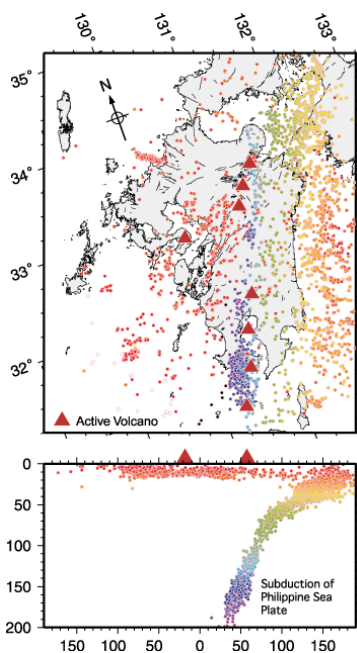 130° 131° 132° 133°
35°
N
34°
33°
32°
Active Volcano
0
50
100
150
200
Subduction of
Philippine Sea
Plate
150 100 50 0 50 100 150